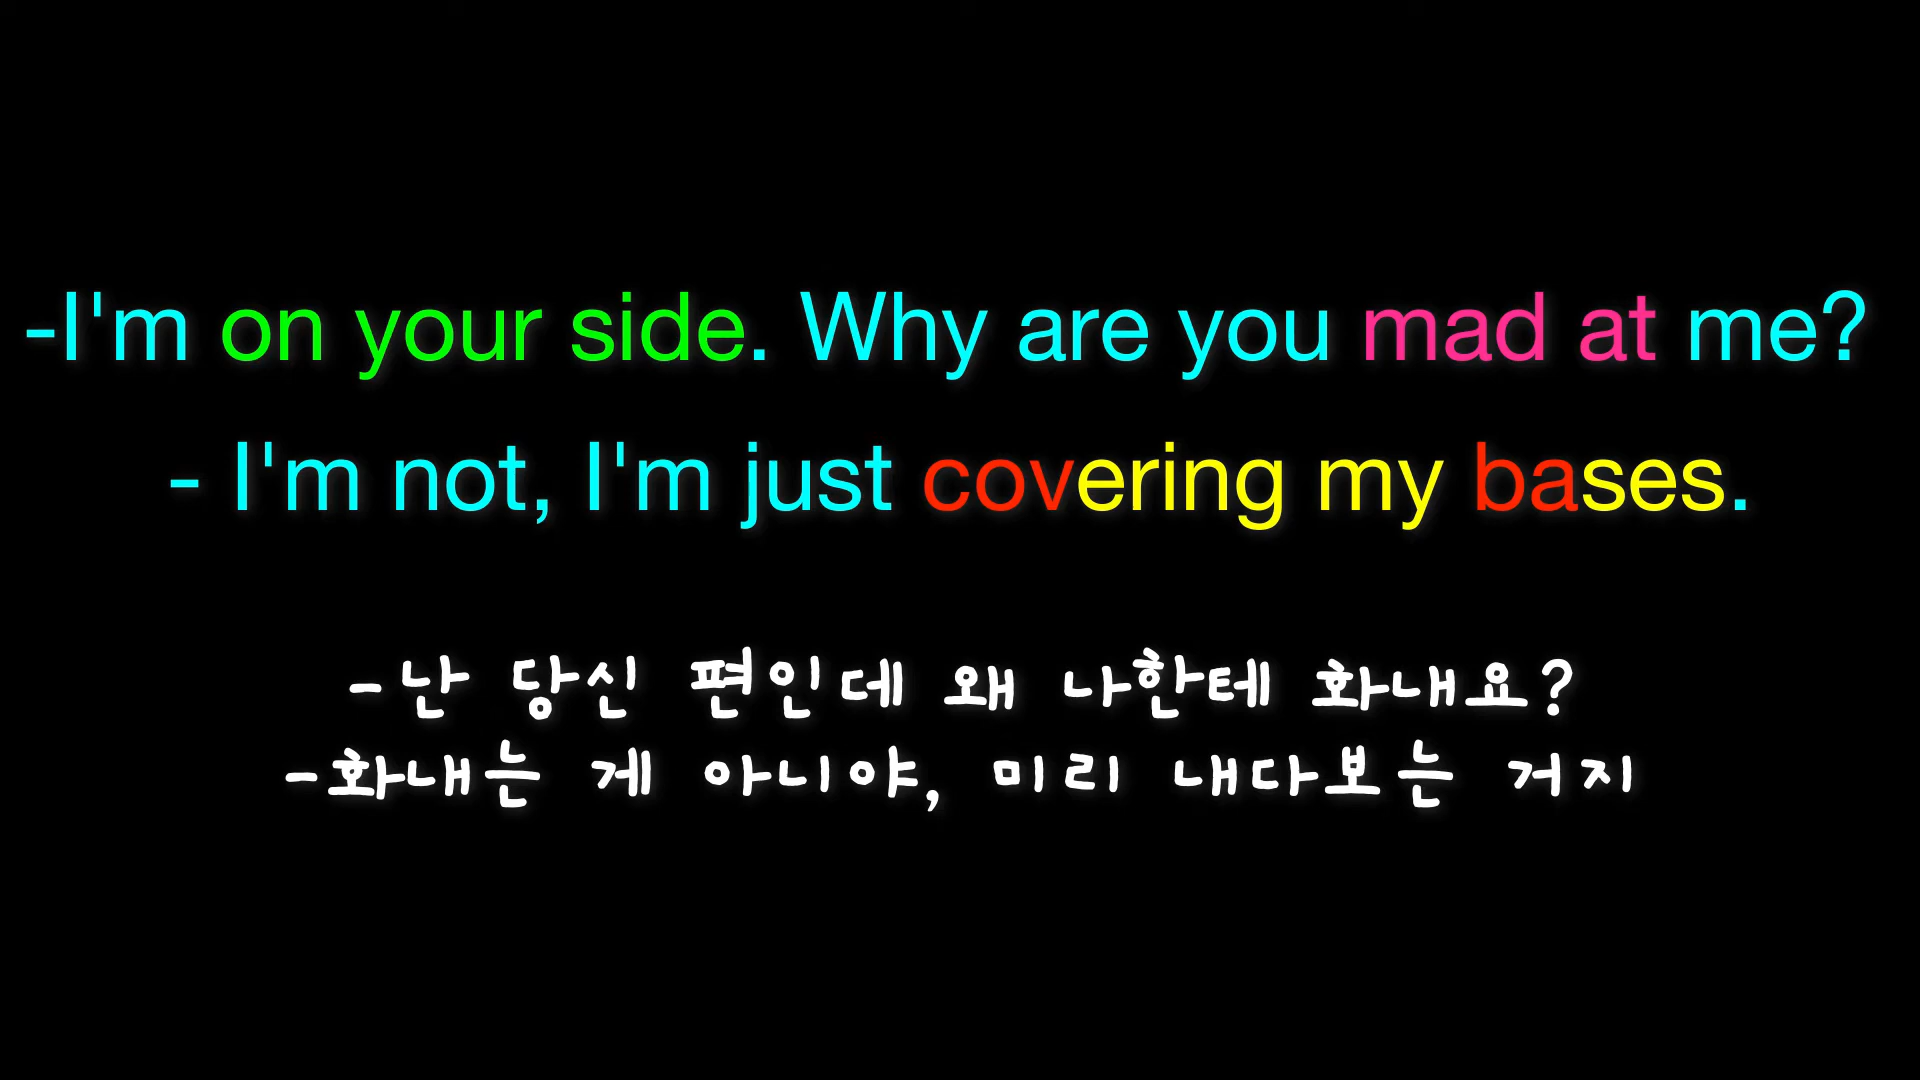 -I'm on your side. Why are you mad at me?
- I'm not, I'm just covering my bases.
-난 당신 편인데 왜 나한테 화내요?
-화내는 게 아니야, 미리 내다보는 거지